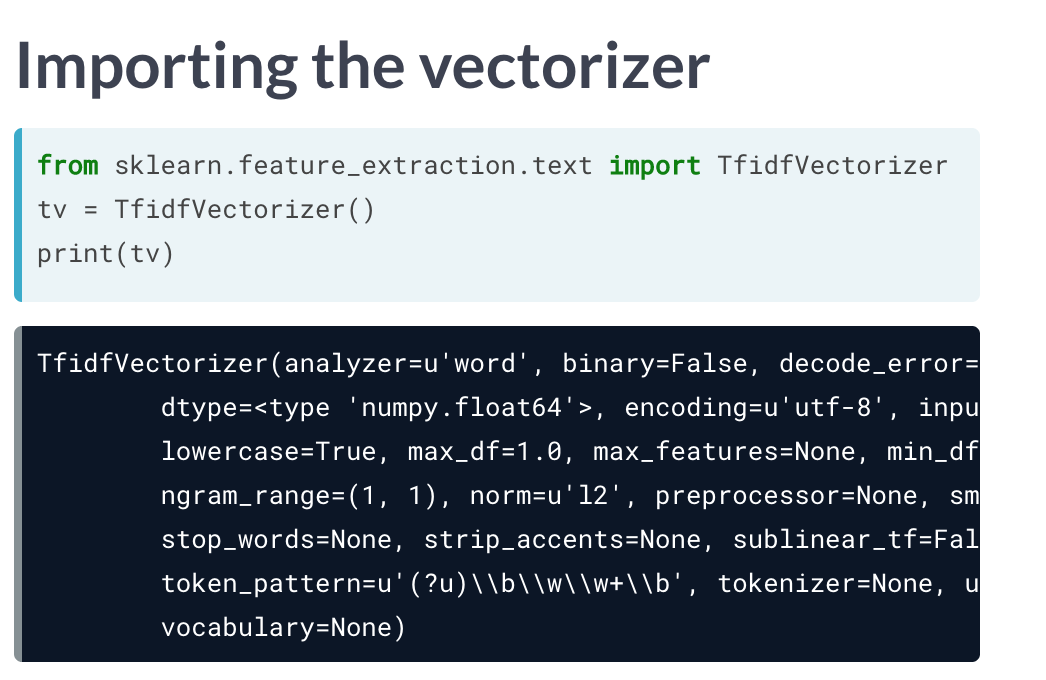 Importing the vectorizer
from sklearn.feature_extraction.text import TfidfVectorizer
tv = TfidfVectorizer()
print(tv)
TfidfVectorizer(analyzer=u'word', binary=False, decode_error=
dtype=<type 'numpy.float64'>, encoding=u'utf-8', inpu
lowercase=True, max_df=1.0, max_features=None, min_df
ngram_range=(1, 1), norm=u'l2', preprocessor=None, sm
stop_words=None, strip_accents=None, sublinear_tf=Fal
token_pattern=u'(?u)\\b\\w\\w+\\b', tokenizer=None, u
vocabulary=None)